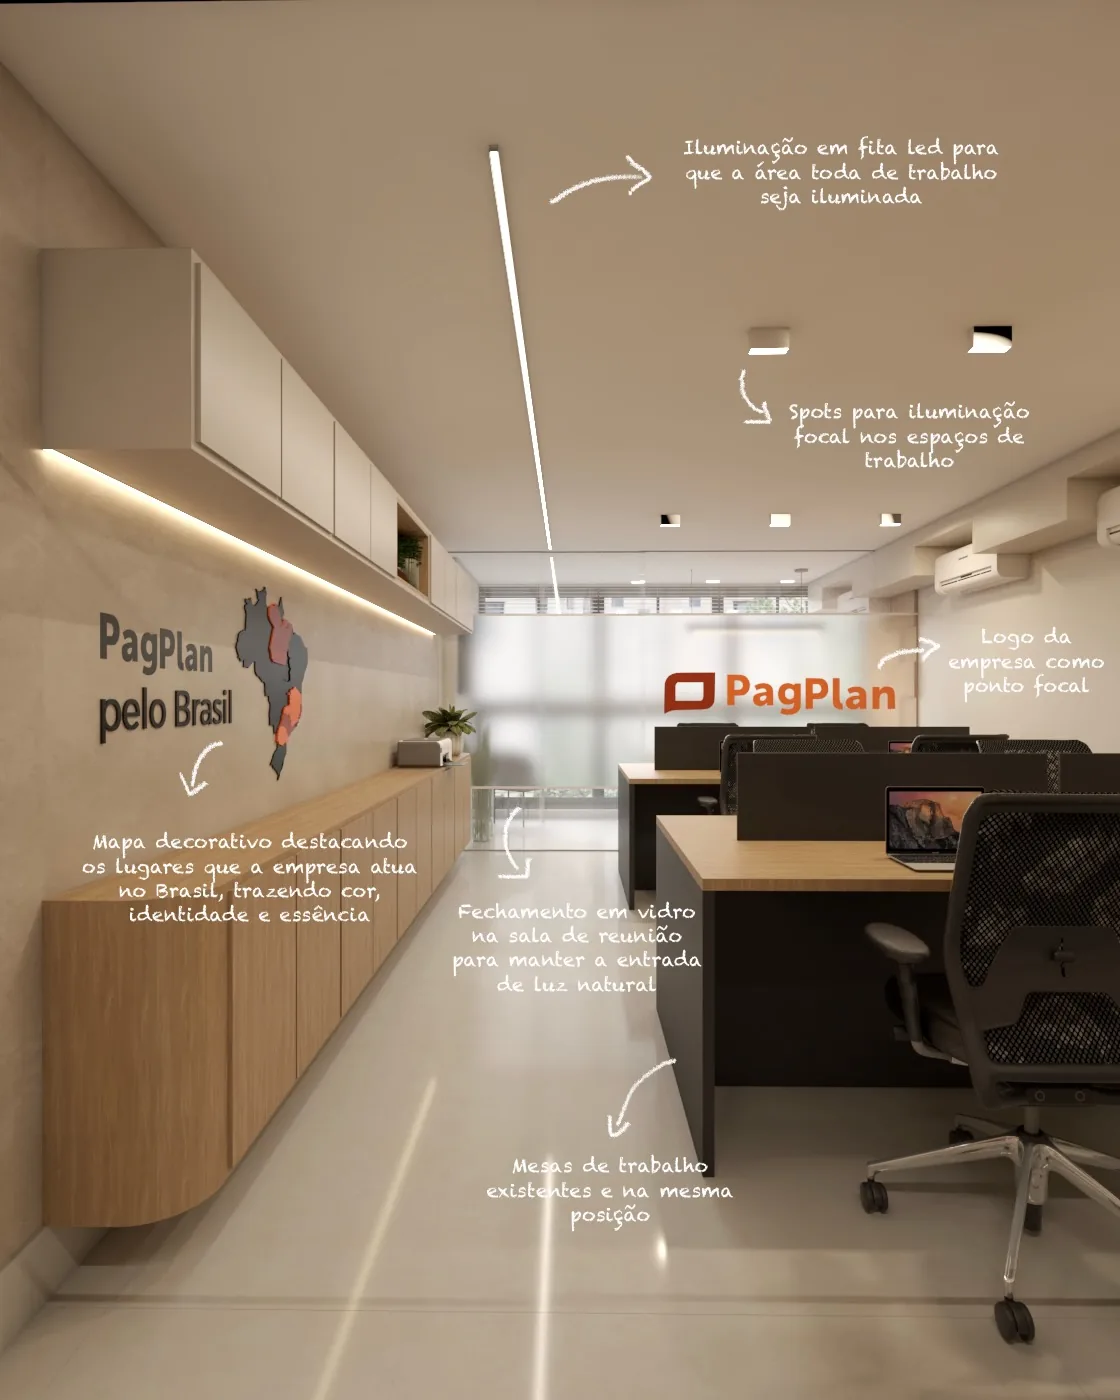 Iluminação em fita led para
que a área toda de trabalho
seja iluminada
Spots para iluminação
focal nos espaços de
trabalho
PagPlan
pelo Brasil
PagPlan
Logo da
empresa como
ponto focal
Mapa decorativo destacando
os lugares que a empresa atua
no Brasil, trazendo cor,
identidade e essência
Fechamento em vidro
na sala de reunião
para manter a entrada
de luz natural
Mesas de trabalho
existentes e na mesma
posição